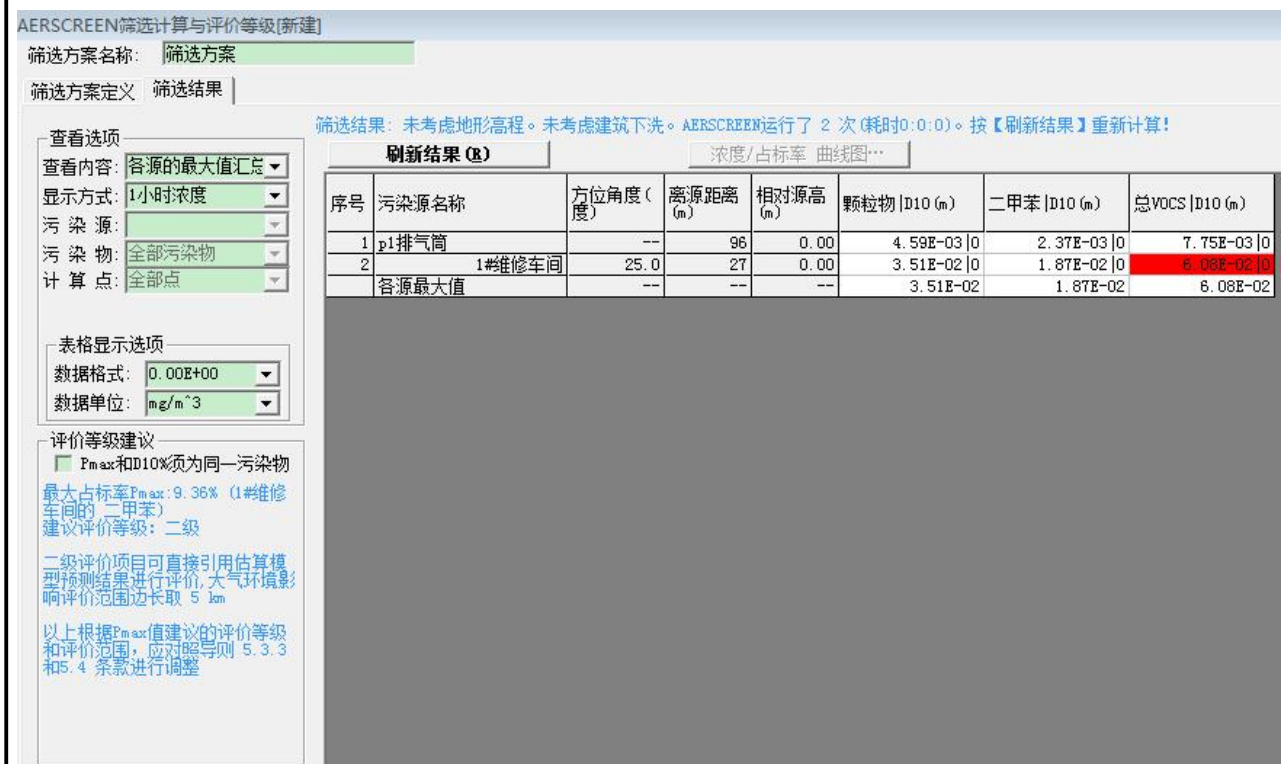 AERSCREEN筛选计算与评价等级[新建]
筛选方案名称: 筛选方案
筛选方案定义 筛选结果
筛选结果: 未考虑地形高程。未考虑建筑下洗。AERSCREEN运行了 2 次(耗时0:0:0)。按【刷新结果】重新计算!
刷新结果(R) 浓度/占标率 曲线图…
查看选项
查看内容: 各源的最大值汇总
显示方式: 1小时浓度
污 染 源:
污 染 物: 全部污染物
计 算 点: 全部点
表格显示选项
数据格式: 0.00E+00
数据单位: mg/m^3
评价等级建议
Pmax和D10%须为同一污染物
最大占标率Pmax:9.36% (1#维修
车间的 二甲苯)
建议评价等级: 二级
二级评价项目可直接引用估算模
型预测结果进行评价,大气环境影
响评价范围边长取 5 km
以上根据Pmax值建议的评价等级
和评价范围,应对照导则 5.3.3
和5.4 条款进行调整
序号 污染源名称 方位角度(度) 离源距离(m) 相对源高(m) 颗粒物|D10(m) 二甲苯|D10(m) 总VOCS|D10(m)
1 p1排气筒 -- 96 0.00 4.59E-03|0 2.37E-03|0 7.75E-03|0
2 1#维修车间 25.0 27 0.00 3.51E-02|0 1.87E-02|0 6.08E-02|0
各源最大值 -- -- -- 3.51E-02 1.87E-02 6.08E-02